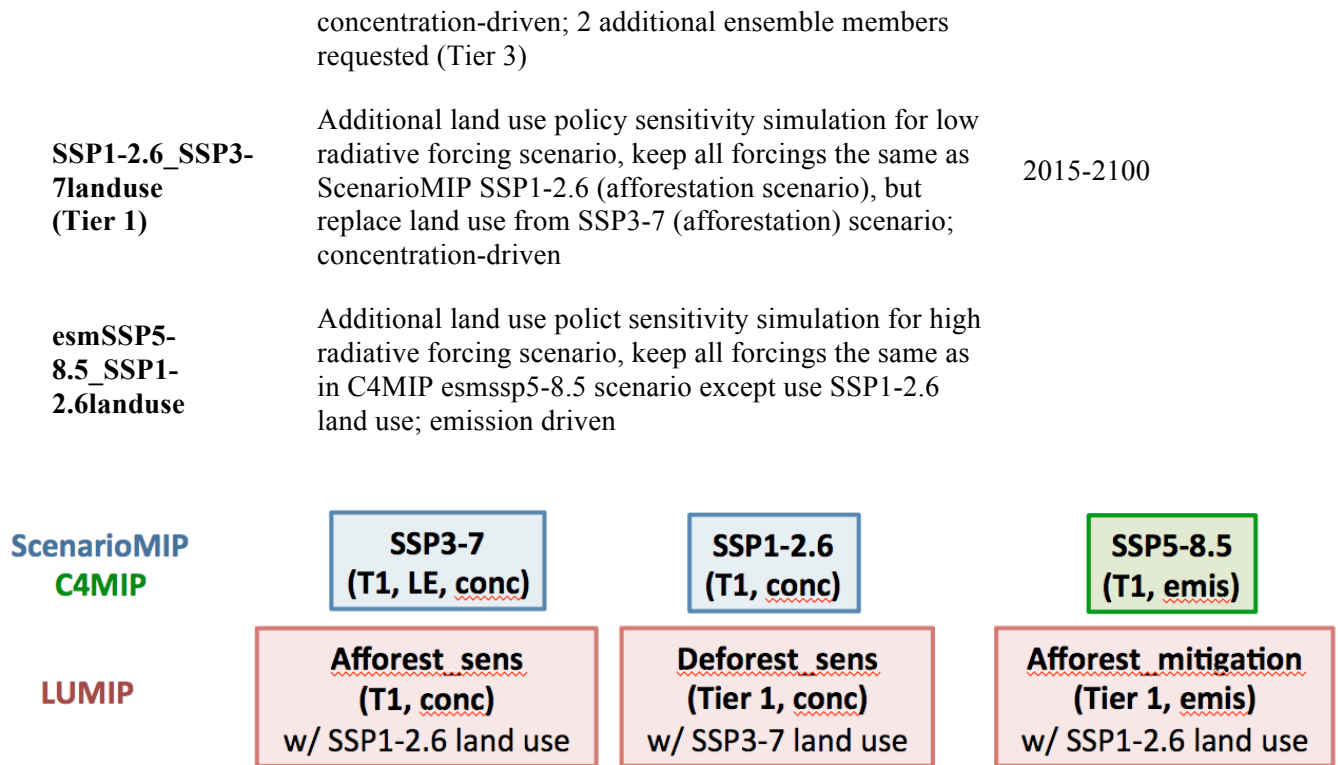 concentration-driven; 2 additional ensemble members
requested (Tier 3)
SSP1-2.6_SSP3-
7landuse
(Tier 1)
Additional land use policy sensitivity simulation for low
radiative forcing scenario, keep all forcings the same as
ScenarioMIP SSP1-2.6 (afforestation scenario), but
replace land use from SSP3-7 (afforestation) scenario;
concentration-driven
2015-2100
esmSSP5-
8.5_SSP1-
2.6landuse
Additional land use polict sensitivity simulation for high
radiative forcing scenario, keep all forcings the same as
in C4MIP esmssp5-8.5 scenario except use SSP1-2.6
land use; emission driven
ScenarioMIP
C4MIP
SSP3-7
(T1, LE, conc)
SSP1-2.6
(T1, conc)
SSP5-8.5
(T1, emis)
LUMIP
Afforest_sens
(T1, conc)
w/ SSP1-2.6 land use
Deforest_sens
(Tier 1, conc)
w/ SSP3-7 land use
Afforest_mitigation
(Tier 1, emis)
w/ SSP1-2.6 land use